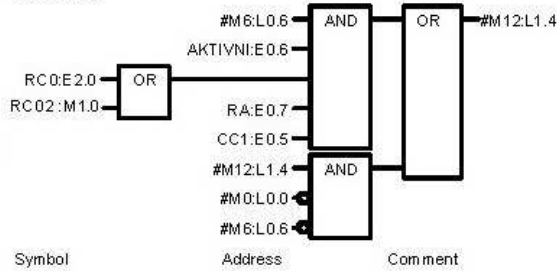 #M6:L0.6 AND OR #M12:L1.4
AKTIVNI:E0.6
RC0:E2.0 OR
RC02:M1.0
RA:E0.7
CC1:E0.5
#M12:L1.4 AND
#M0:L0.0
#M6:L0.6
Symbol Address Comment